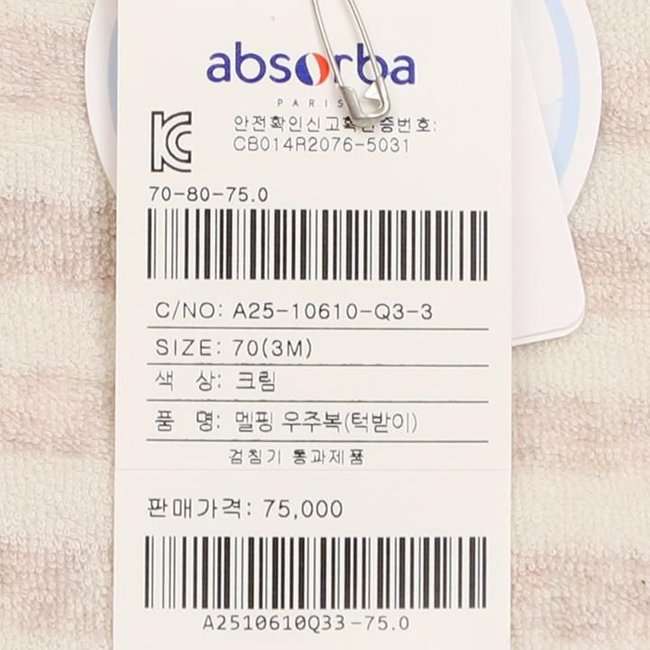 absorba
PARIS
안전확인신고확인증번호:
CB014R2076-5031
70-80-75.0
C/NO: A25-10610-Q3-3
SIZE: 70(3M)
색 상: 크림
품 명: 멜핑 우주복(턱받이)
검침기 통과제품
판매가격: 75,000
A2510610Q33-75.0